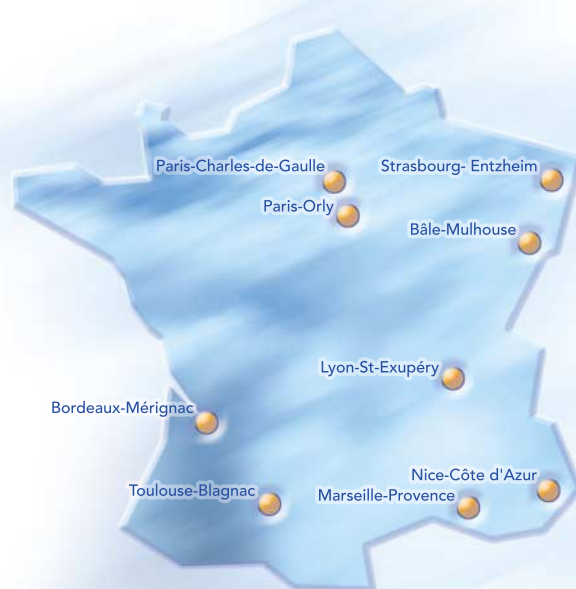 Paris-Charles-de-Gaulle
Strasbourg- Entzheim
Paris-Orly
Bâle-Mulhouse
Lyon-St-Exupéry
Bordeaux-Mérignac
Nice-Côte d'Azur
Toulouse-Blagnac
Marseille-Provence